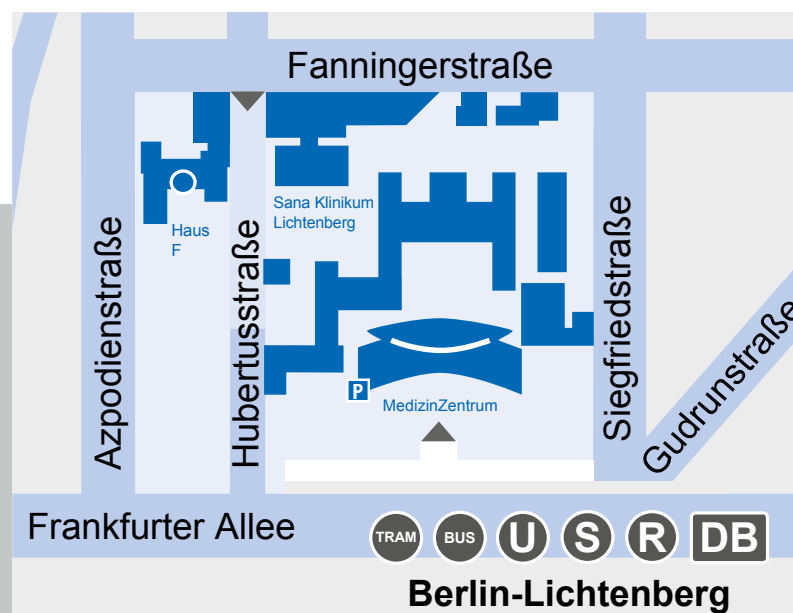 Fanningerstraße
Sana Klinikum
Lichtenberg
Haus
F
Azpodienstraße
Hubertusstraße
Siegfriedstraße
Gudrunstraße
P
MedizinZentrum
Frankfurter Allee
TRAM
BUS
U
S
R
DB
Berlin-Lichtenberg